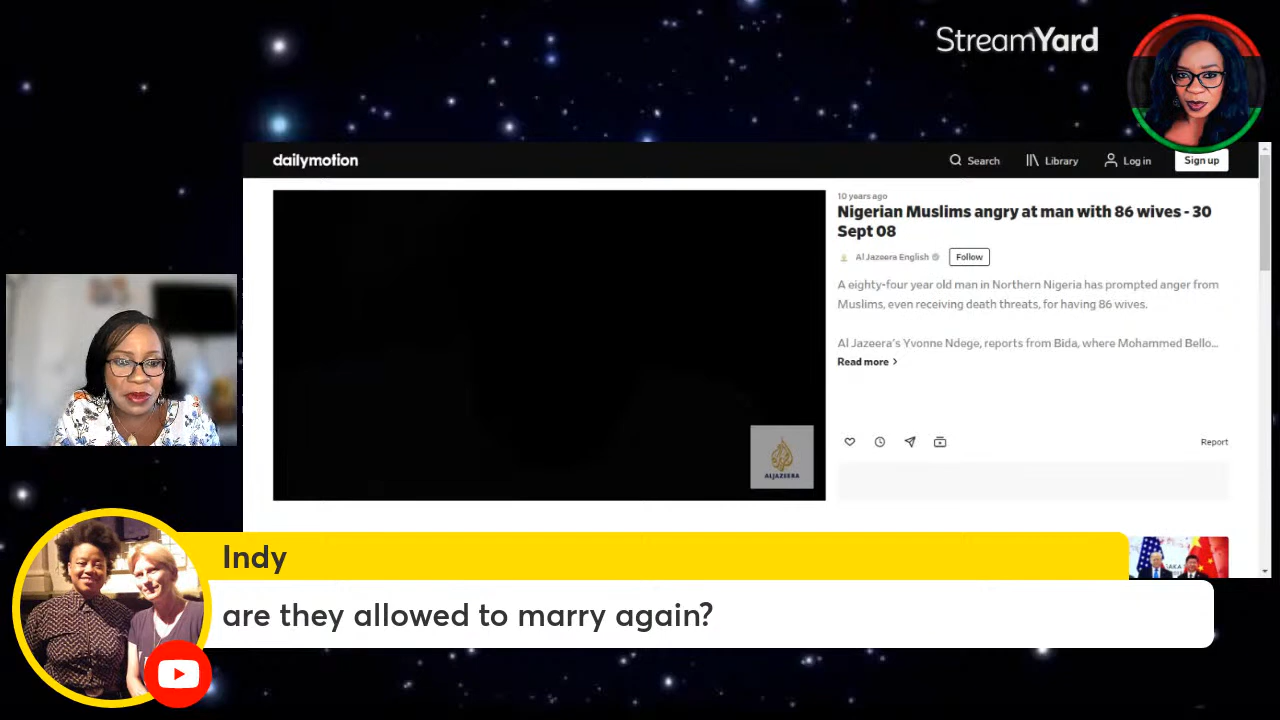 StreamYard
dailymotion
Search
Library
Log in
Sign up
10 years ago
Nigerian Muslims angry at man with 86 wives - 30
Sept 08
Al Jazeera English
Follow
A eighty-four year old man in Northern Nigeria has prompted anger from
Muslims, even receiving death threats, for having 86 wives.
Al Jazeera's Yvonne Ndege, reports from Bida, where Mohammed Bello...
Read more
Report
ALJAZEERA
Indy
are they allowed to marry again?